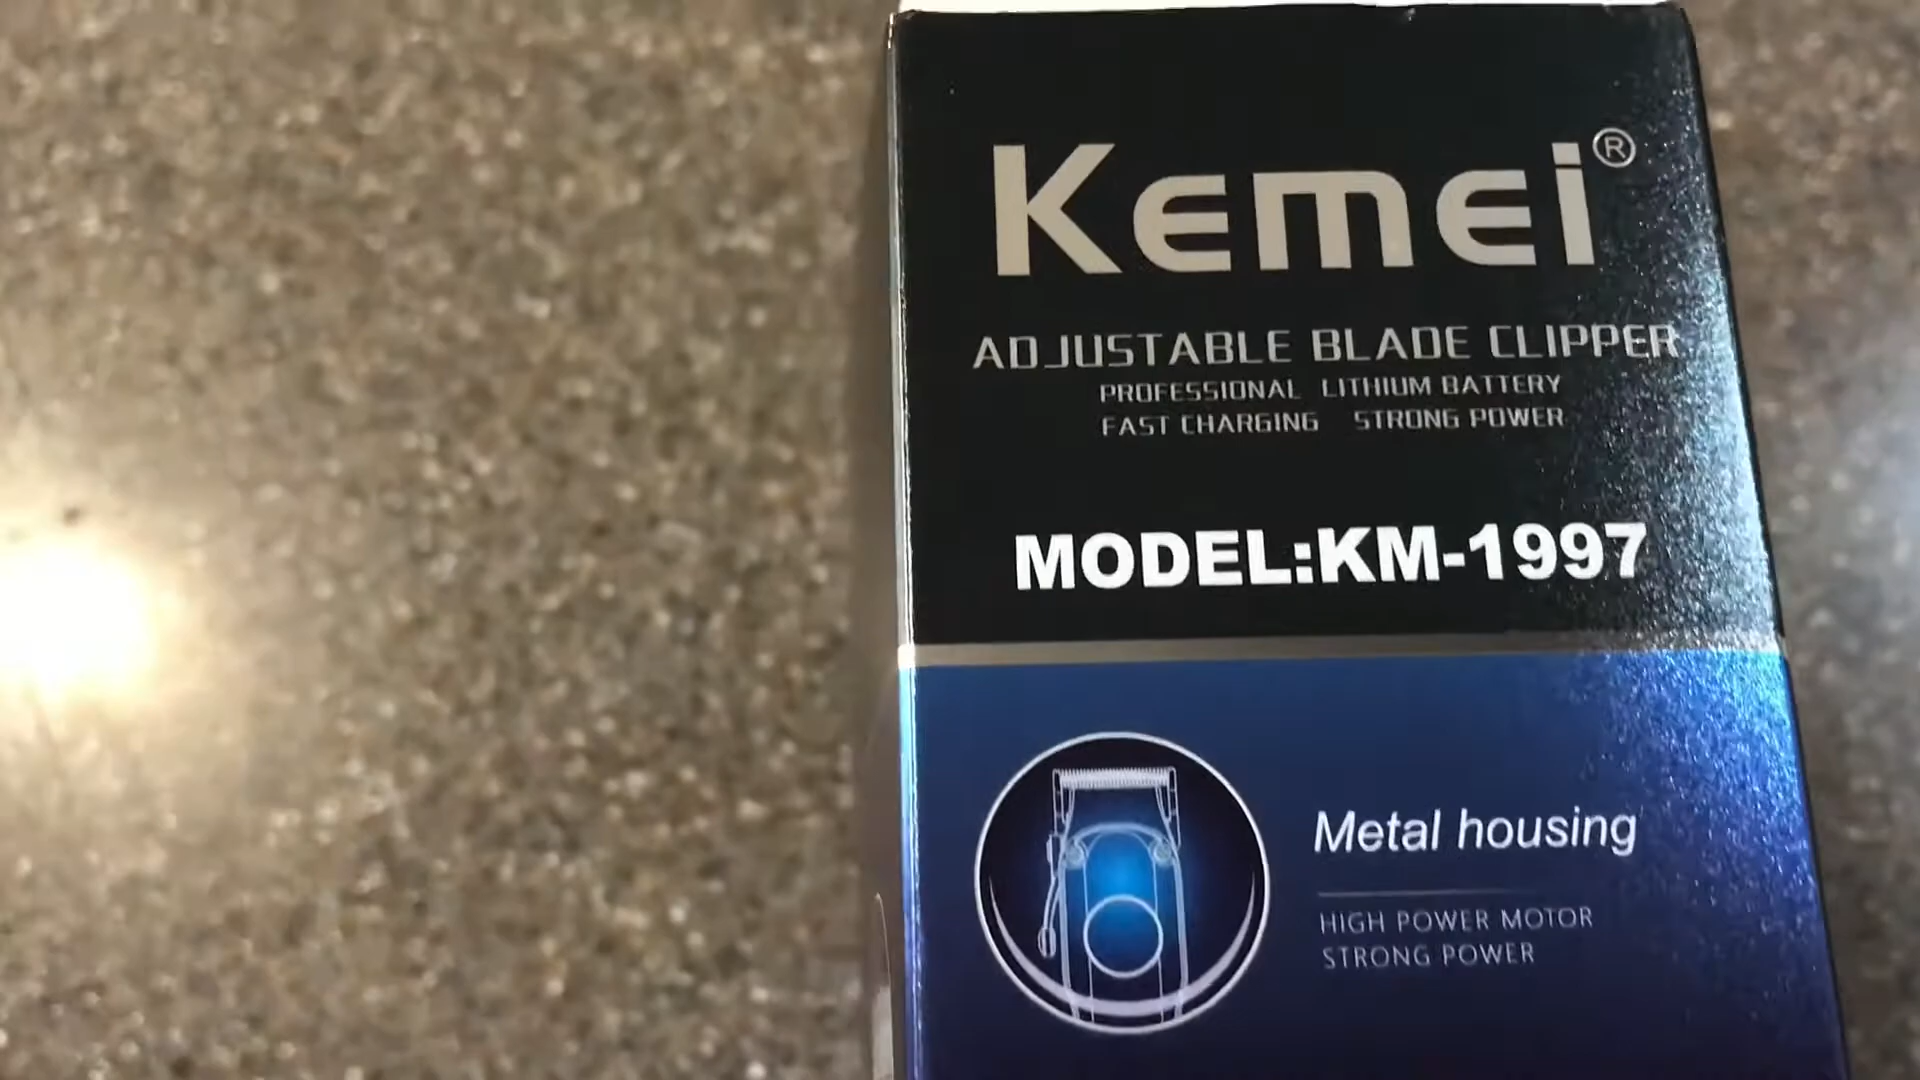 Kemei®
ADJUSTABLE BLADE CLIPPER
PROFESSIONAL LITHIUM BATTERY
FAST CHARGING STRONG POWER
MODEL:KM-1997
Metal housing
HIGH POWER MOTOR
STRONG POWER